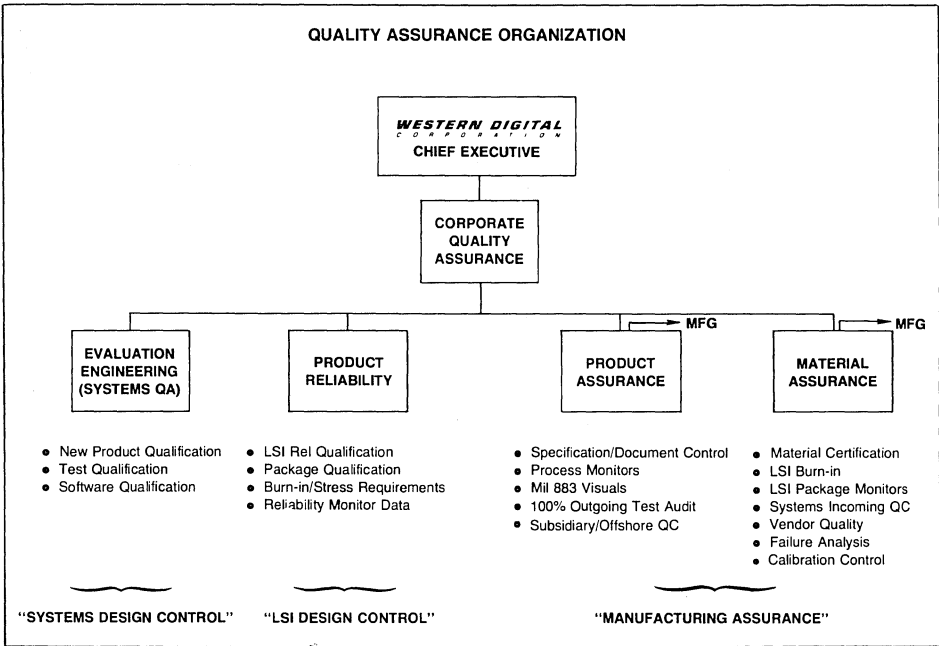 QUALITY ASSURANCE ORGANIZATION
WESTERN DIGITAL
CORPORATION
CHIEF EXECUTIVE
CORPORATE
QUALITY
ASSURANCE
MFG
MFG
EVALUATION
ENGINEERING
(SYSTEMS QA)
PRODUCT
RELIABILITY
PRODUCT
ASSURANCE
MATERIAL
ASSURANCE
• New Product Qualification
• Test Qualification
• Software Qualification
• LSI Rel Qualification
• Package Qualification
• Burn-in/Stress Requirements
• Reliability Monitor Data
• Specification/Document Control
• Process Monitors
• Mil 883 Visuals
• 100% Outgoing Test Audit
• Subsidiary/Offshore QC
• Material Certification
• LSI Burn-in
• LSI Package Monitors
• Systems Incoming QC
• Vendor Quality
• Failure Analysis
• Calibration Control
"SYSTEMS DESIGN CONTROL"
"LSI DESIGN CONTROL"
"MANUFACTURING ASSURANCE"